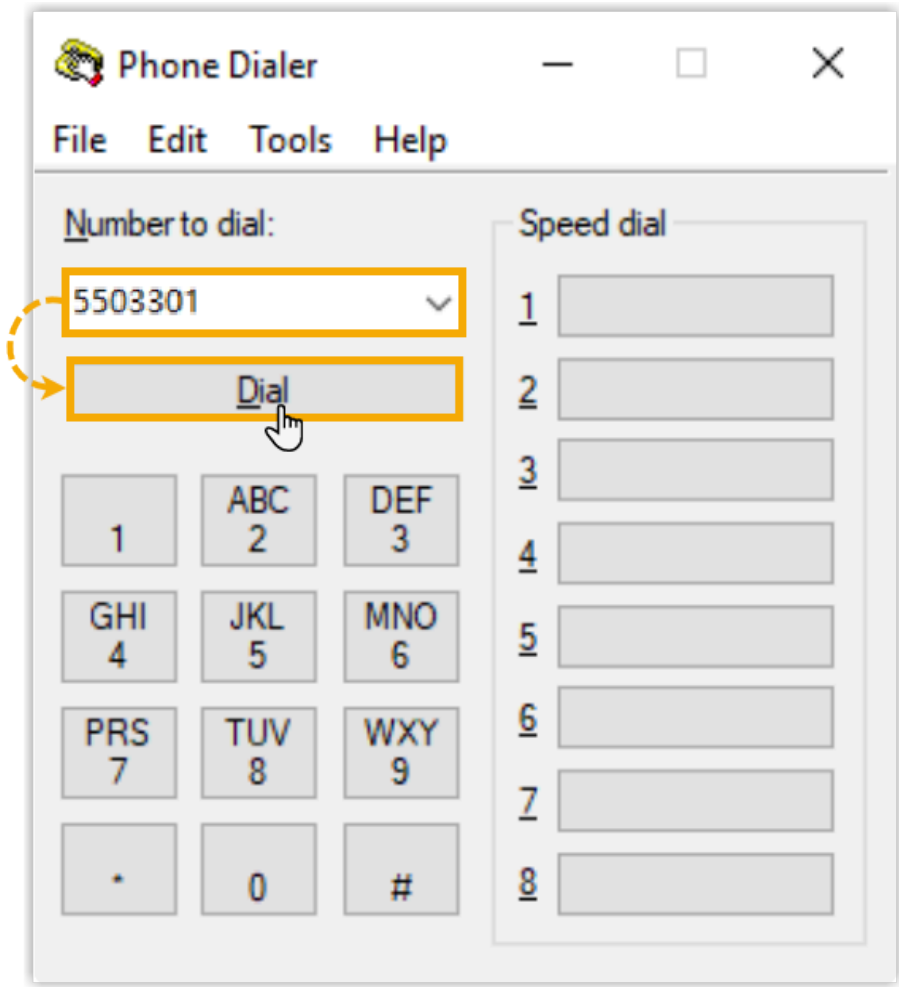 Phone Dialer
File Edit Tools Help
Number to dial:
5503301
Dial
1
ABC
2
DEF
3
GHI
4
JKL
5
MNO
6
PRS
7
TUV
8
WXY
9
*
0
#
Speed dial
1
2
3
4
5
6
7
8